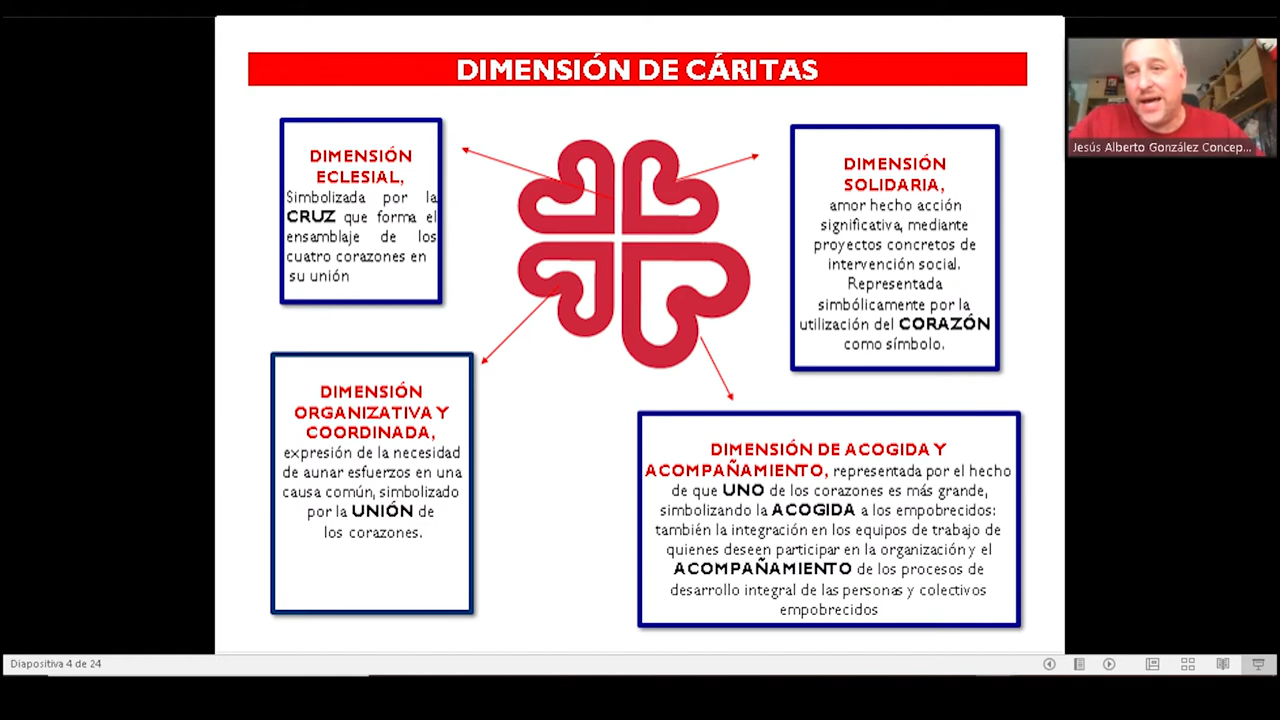 DIMENSIÓN DE CÁRITAS
Jesús Alberto González Concep...
DIMENSIÓN
ECLESIAL,
Simbolizada por la
CRUZ que forma el
ensamblaje de los
cuatro corazones en
su unión
DIMENSIÓN
SOLIDARIA,
amor hecho acción
significativa, mediante
proyectos concretos de
intervención social.
Representada
simbólicamente por la
utilización del CORAZÓN
como símbolo.
DIMENSIÓN
ORGANIZATIVA Y
COORDINADA,
expresión de la necesidad
de aunar esfuerzos en una
causa común, simbolizado
por la UNIÓN de
los corazones.
DIMENSIÓN DE ACOGIDA Y
ACOMPAÑAMIENTO, representada por el hecho
de que UNO de los corazones es más grande,
simbolizando la ACOGIDA a los empobrecidos:
también la integración en los equipos de trabajo de
quienes deseen participar en la organización y el
ACOMPAÑAMIENTO de los procesos de
desarrollo integral de las personas y colectivos
empobrecidos
Diapositiva 4 de 24